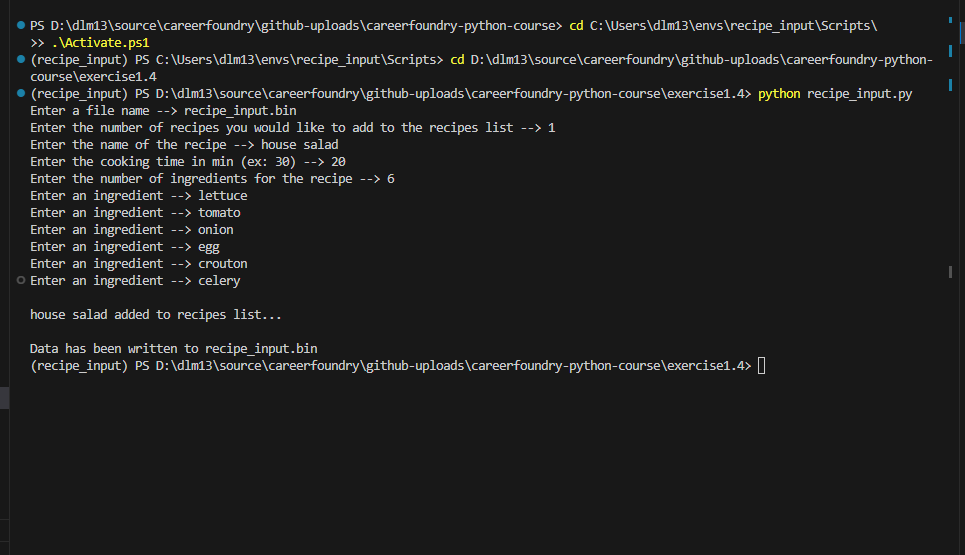 PS D:\dlm13\source\careerfoundry\github-uploads\careerfoundry-python-course> cd C:\Users\dlm13\envs\recipe_input\Scripts\
>> .\Activate.ps1
(recipe_input) PS C:\Users\dlm13\envs\recipe_input\Scripts> cd D:\dlm13\source\careerfoundry\github-uploads\careerfoundry-python-
course\exercise1.4
(recipe_input) PS D:\dlm13\source\careerfoundry\github-uploads\careerfoundry-python-course\exercise1.4> python recipe_input.py
Enter a file name --> recipe_input.bin
Enter the number of recipes you would like to add to the recipes list --> 1
Enter the name of the recipe --> house salad
Enter the cooking time in min (ex: 30) --> 20
Enter the number of ingredients for the recipe --> 6
Enter an ingredient --> lettuce
Enter an ingredient --> tomato
Enter an ingredient --> onion
Enter an ingredient --> egg
Enter an ingredient --> crouton
Enter an ingredient --> celery
house salad added to recipes list...
Data has been written to recipe_input.bin
(recipe_input) PS D:\dlm13\source\careerfoundry\github-uploads\careerfoundry-python-course\exercise1.4>